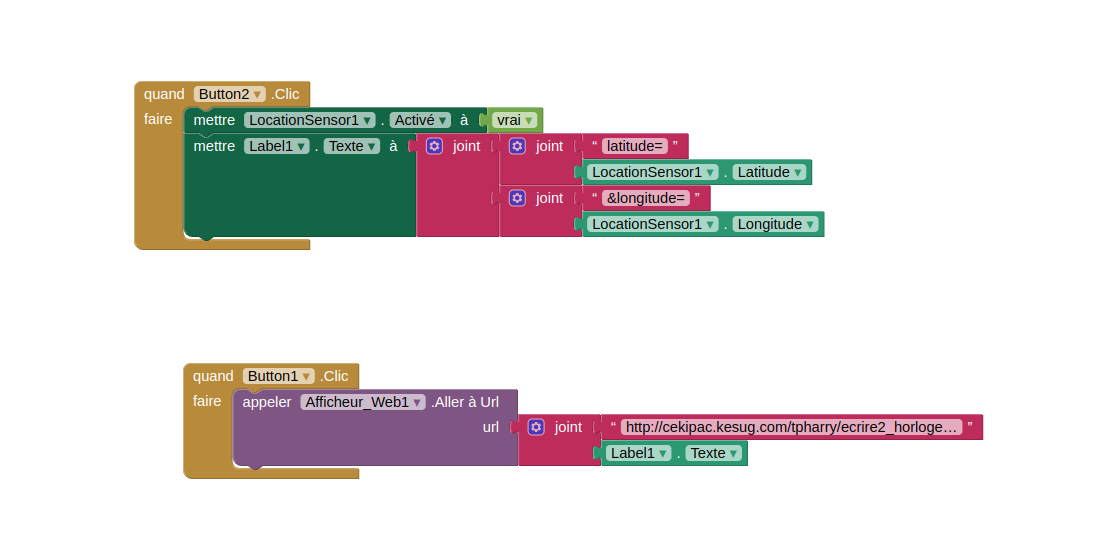 quand Button2 .Clic
faire mettre LocationSensor1 . Activé à vrai
mettre Label1 . Texte à joint joint “ latitude= ”
LocationSensor1 . Latitude
joint “ &longitude= ”
LocationSensor1 . Longitude
quand Button1 .Clic
faire appeler Afficheur_Web1 .Aller à Url
url joint “ http://cekipac.kesug.com/tpharry/ecrire2_horloge… ”
Label1 . Texte